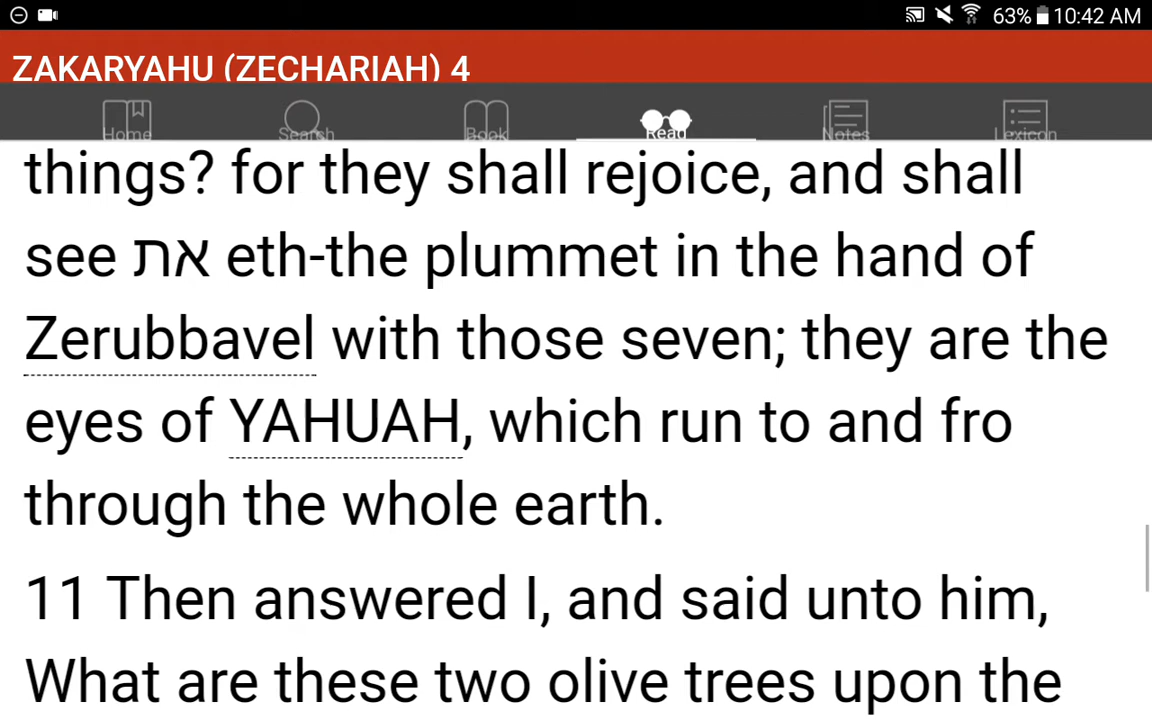 63% 10:42 AM
ZAKARYAHU (ZECHARIAH) 4
Home Search Book Read Notes Lexicon
things? for they shall rejoice, and shall
see את eth-the plummet in the hand of
Zerubbavel with those seven; they are the
eyes of YAHUAH, which run to and fro
through the whole earth.
11 Then answered I, and said unto him,
What are these two olive trees upon the